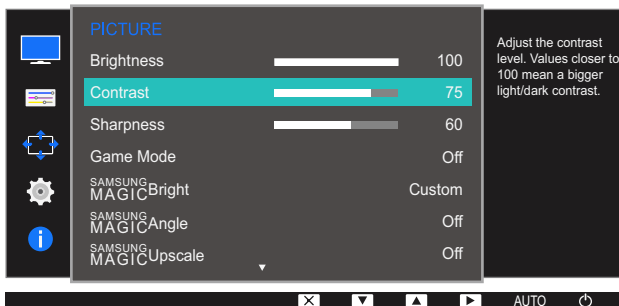 PICTURE
Brightness 100
Contrast 75
Sharpness 60
Game Mode Off
SAMSUNG MAGIC Bright Custom
SAMSUNG MAGIC Angle Off
SAMSUNG MAGIC Upscale Off
Adjust the contrast
level. Values closer to
100 mean a bigger
light/dark contrast.
AUTO